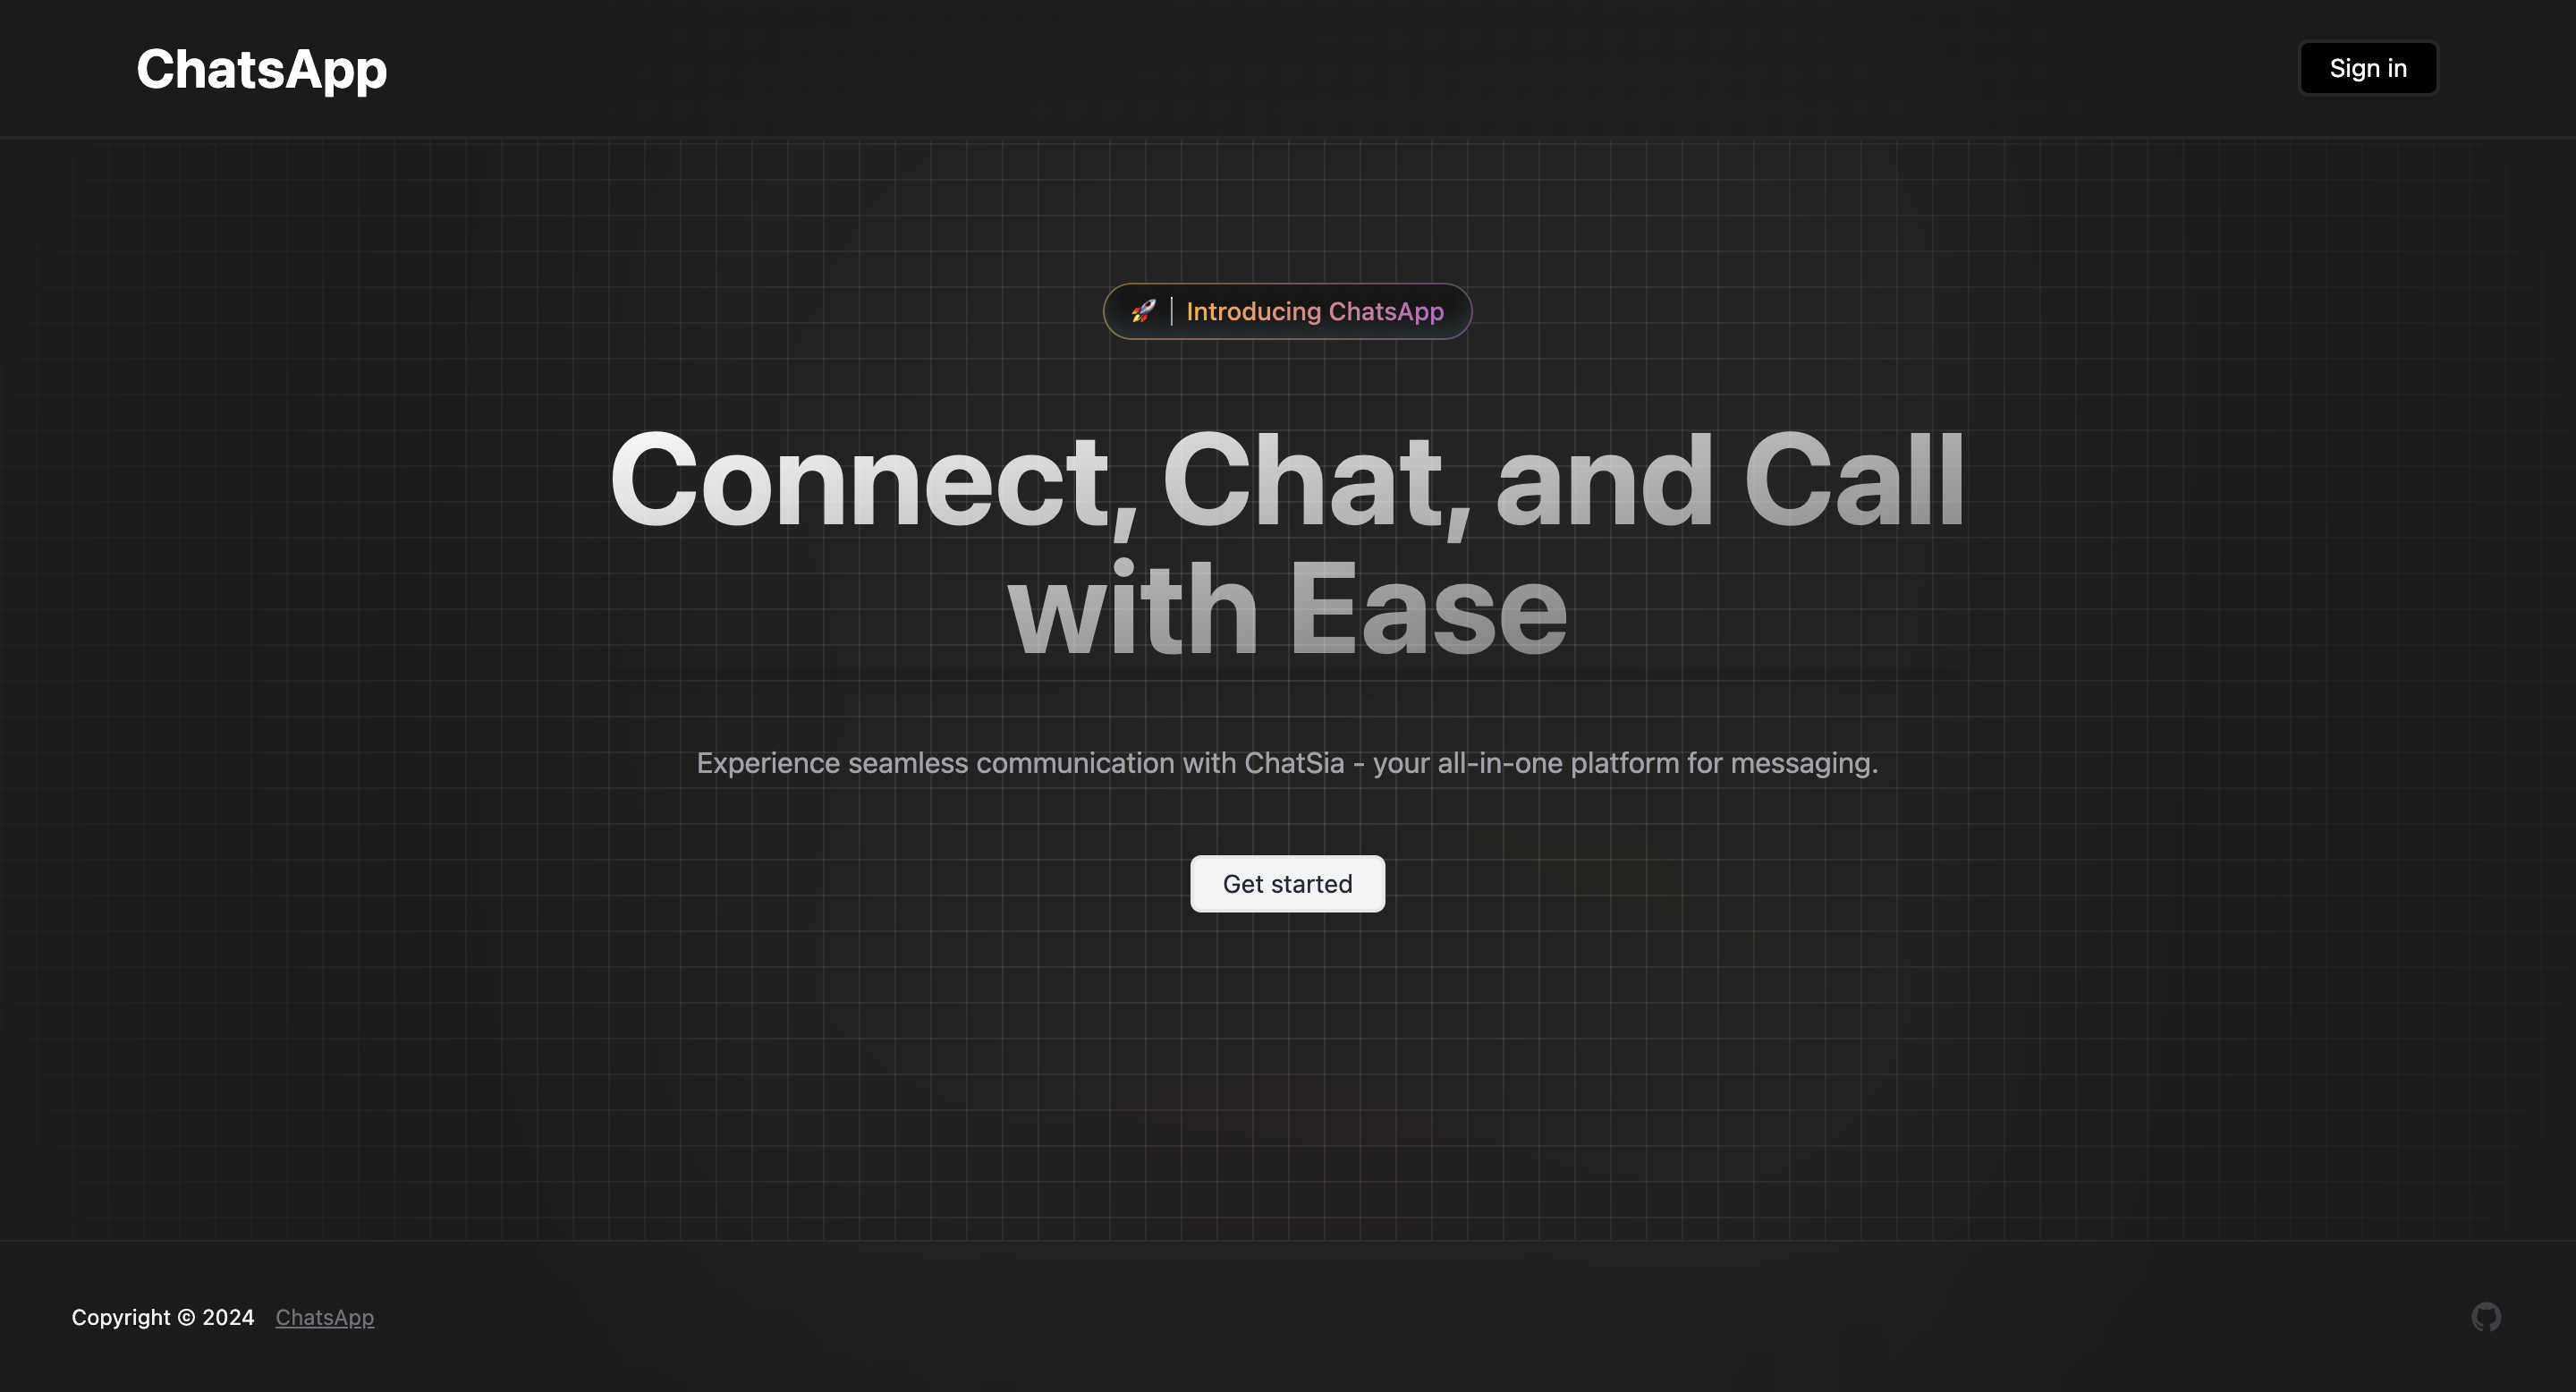 ChatsApp
Sign in
🚀 | Introducing ChatsApp
Connect, Chat, and Call
with Ease
Experience seamless communication with ChatSia - your all-in-one platform for messaging.
Get started
Copyright © 2024 ChatsApp